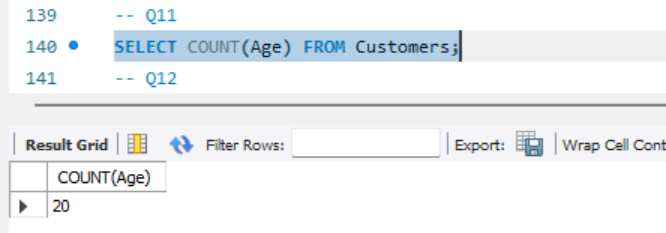 139 -- Q11
140 SELECT COUNT(Age) FROM Customers;
141 -- Q12
Result Grid Filter Rows: Export: Wrap Cell Cont
COUNT(Age)
20